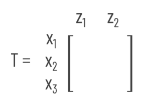 z₁ z₂
x₁
T = x₂
x₃